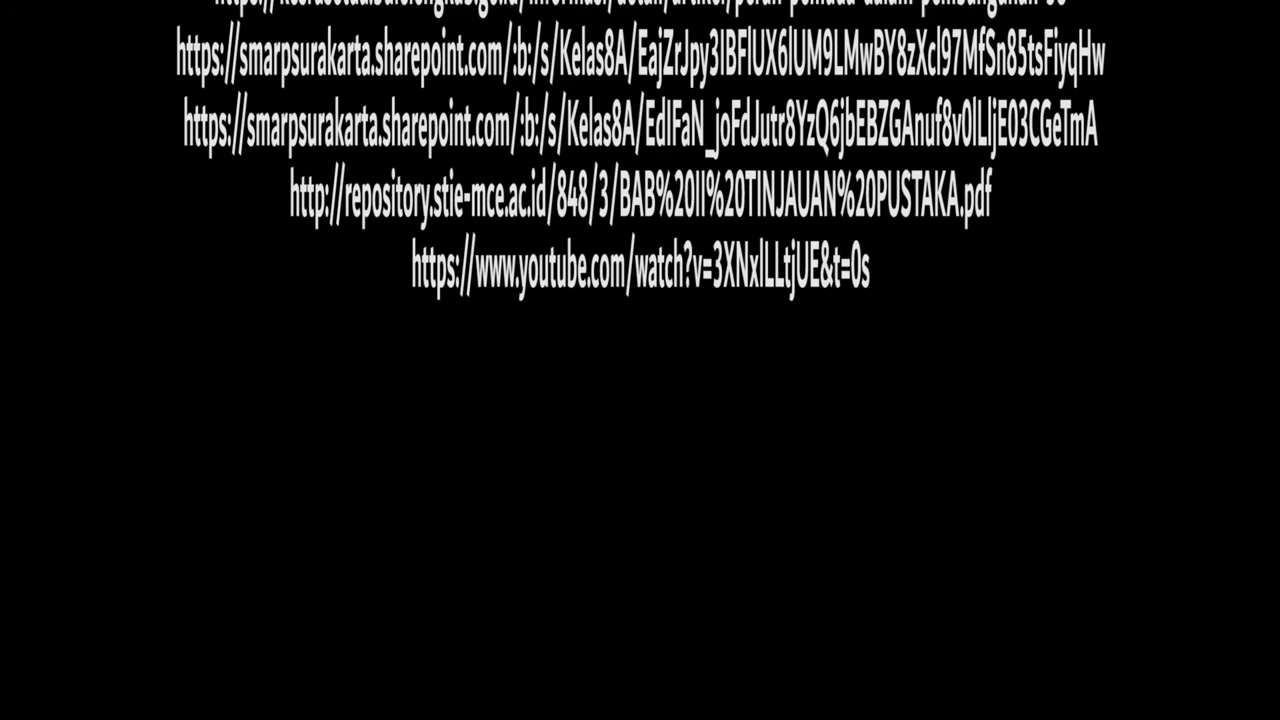 https://smarpsurakarta.sharepoint.com/:b:/s/Kelas8A/EajZrJpy3IBFlUX6lUM9LMwBY8zXcl97MfSn85tsFiyqHw
https://smarpsurakarta.sharepoint.com/:b:/s/Kelas8A/EdIFaN_joFdJutr8YzQ6jbEBZGAnuf8v0lLljE03CGeTmA
http://repository.stie-mce.ac.id/848/3/BAB%20II%20TINJAUAN%20PUSTAKA.pdf
https://www.youtube.com/watch?v=3XNxlLLtjUE&t=0s